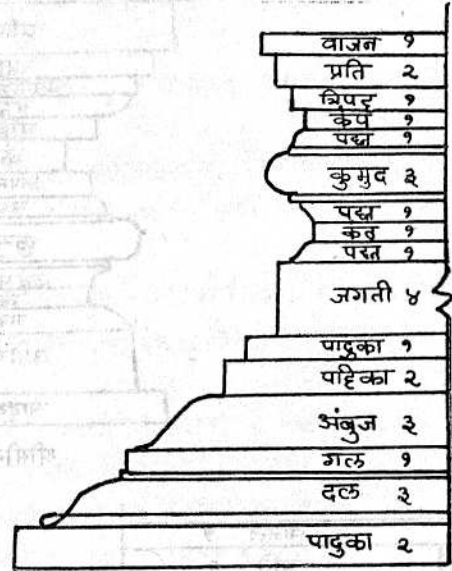 वाजन १
प्रति २
त्रिपट्ट १
कंप १
पद्म १
कुमुद ३
पद्म १
कंठ १
पद्म १
जगती ४
पादुका १
पट्टिका २
अंबुज ३
गल १
दल ३
पादुका २